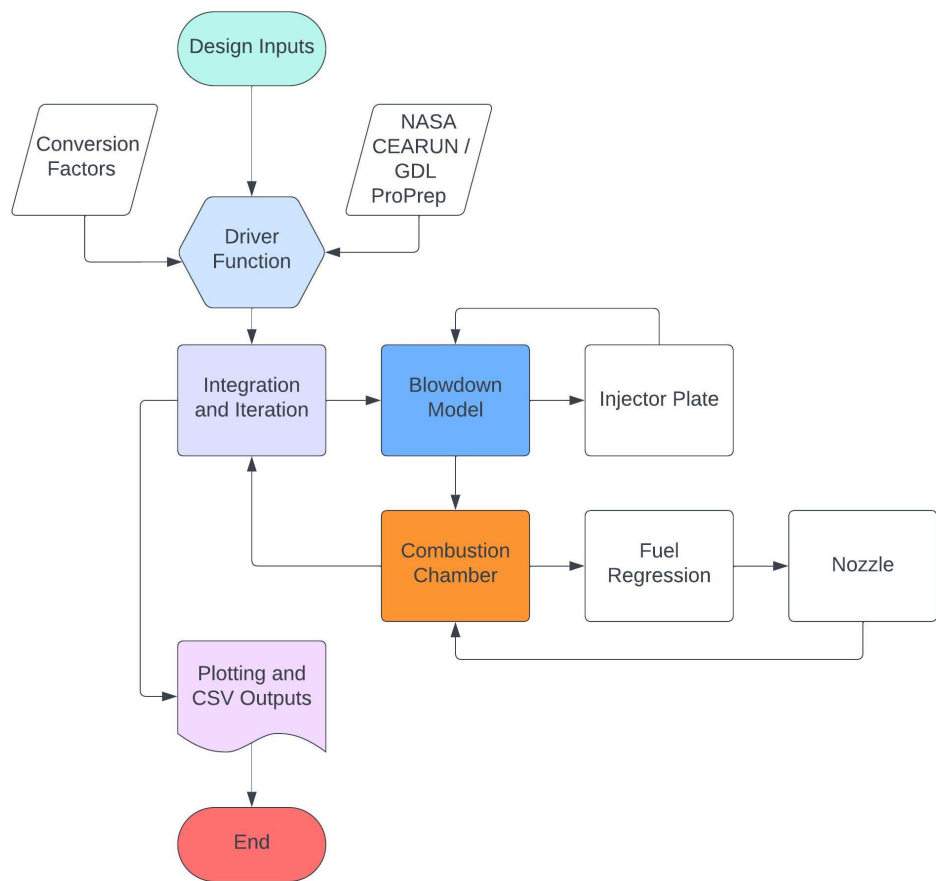 Design Inputs
Conversion
Factors
NASA
CEARUN /
GDL
ProPrep
Driver
Function
Integration
and Iteration
Blowdown
Model
Injector Plate
Combustion
Chamber
Fuel
Regression
Nozzle
Plotting and
CSV Outputs
End